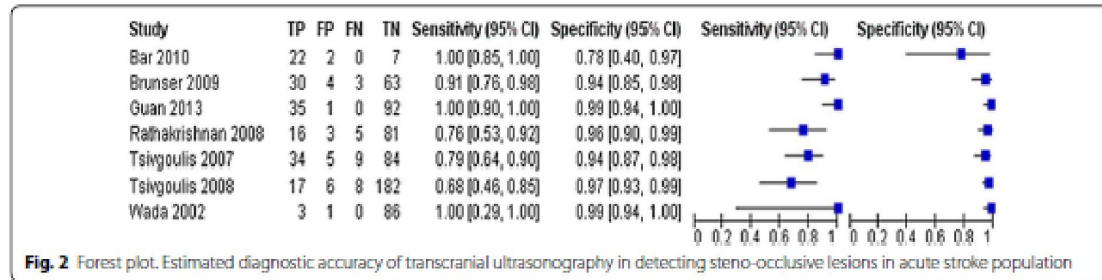 Study TP FP FN TN Sensitivity (95% CI) Specificity (95% CI) Sensitivity (95% CI) Specificity (95% CI)
Bar 2010 22 2 0 7 1.00 [0.85, 1.00] 0.78 [0.40, 0.97]
Brunser 2009 30 4 3 63 0.91 [0.76, 0.98] 0.94 [0.85, 0.98]
Guan 2013 35 1 0 92 1.00 [0.90, 1.00] 0.99 [0.94, 1.00]
Rathakrishnan 2008 16 3 5 81 0.76 [0.53, 0.92] 0.96 [0.90, 0.99]
Tsivgoulis 2007 34 5 9 84 0.79 [0.64, 0.90] 0.94 [0.87, 0.98]
Tsivgoulis 2008 17 6 8 182 0.68 [0.46, 0.85] 0.97 [0.93, 0.99]
Wada 2002 3 1 0 86 1.00 [0.29, 1.00] 0.99 [0.94, 1.00]
0 0.2 0.4 0.6 0.8 1 0 0.2 0.4 0.6 0.8 1
Fig. 2 Forest plot. Estimated diagnostic accuracy of transcranial ultrasonography in detecting steno-occlusive lesions in acute stroke population